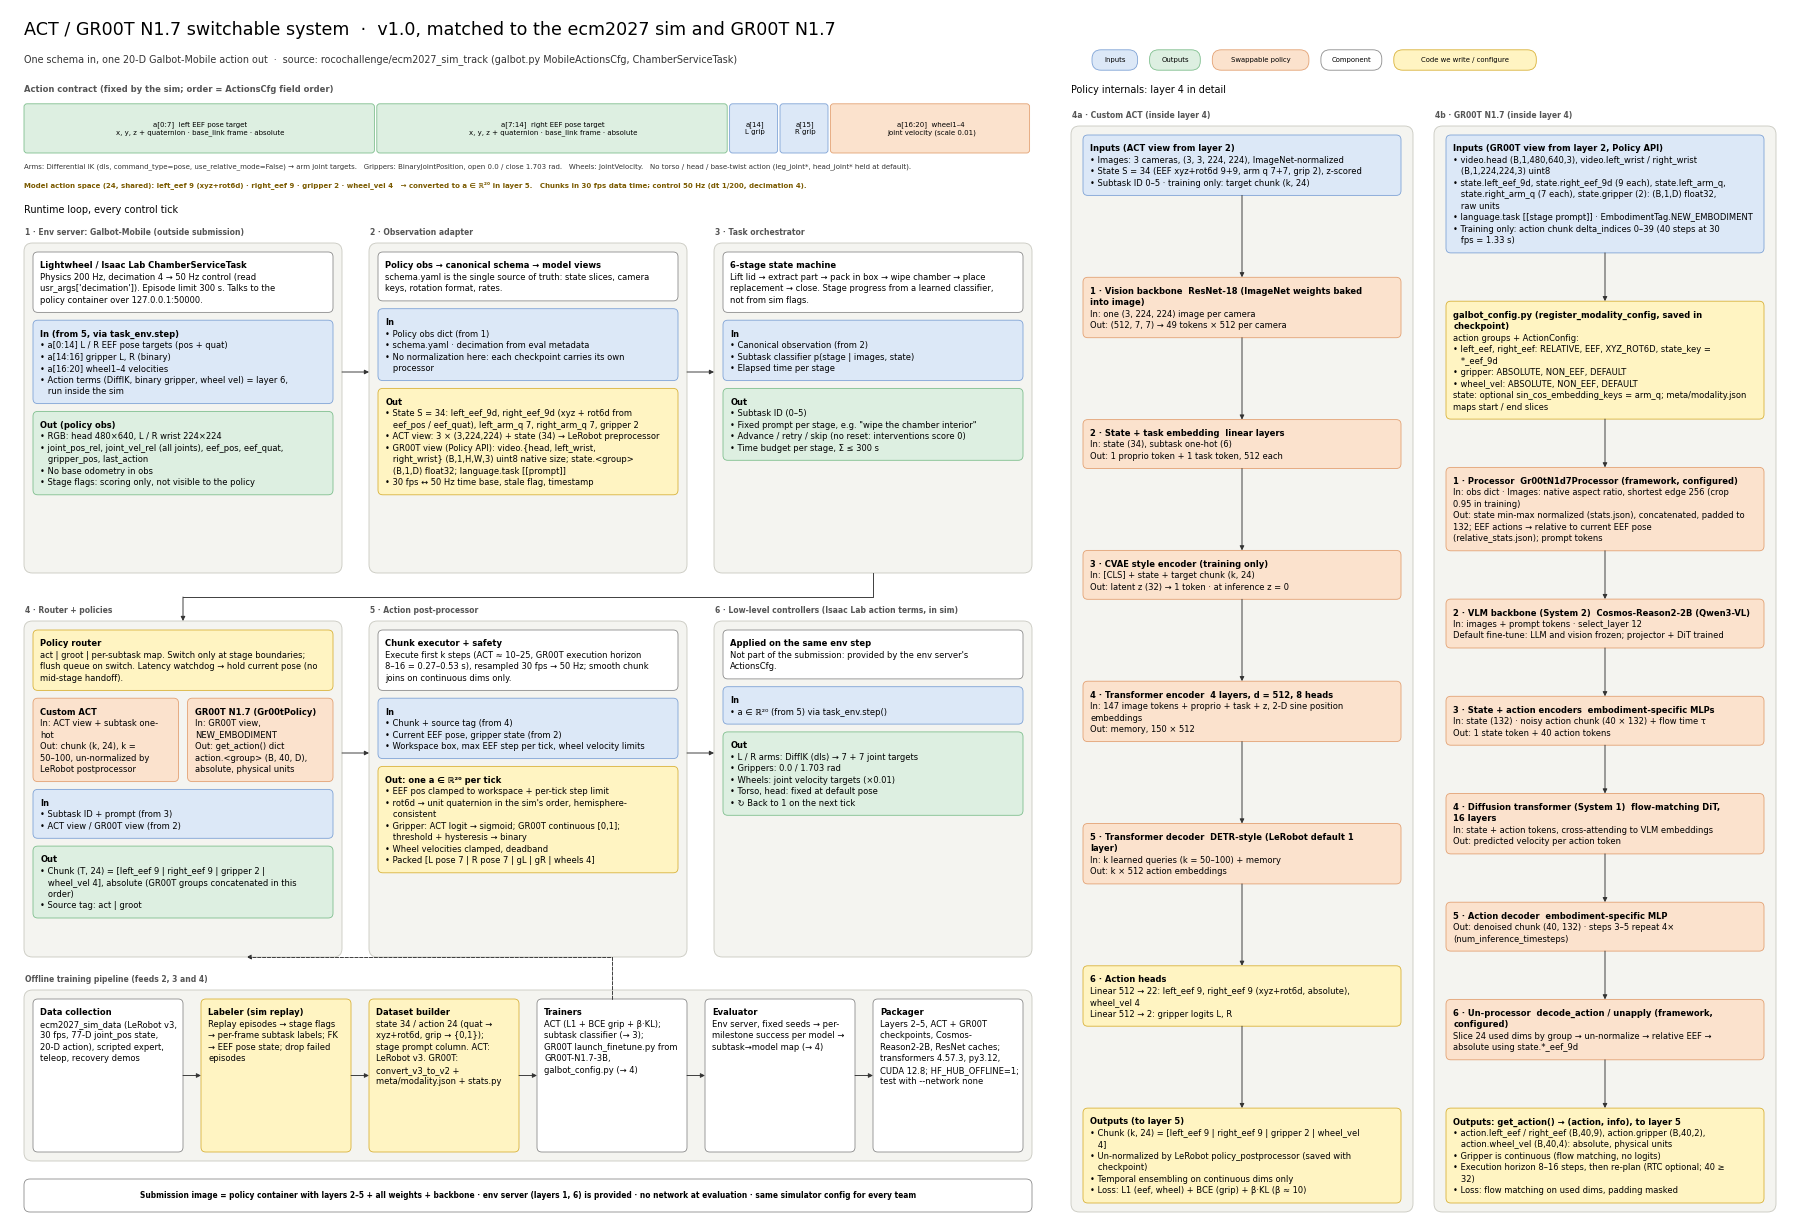 ACT / GR00T N1.7 switchable system · v1.0, matched to the ecm2027 sim and GR00T N1.7
One schema in, one 20-D Galbot-Mobile action out · source: rocochallenge/ecm2027_sim_track (galbot.py MobileActionsCfg, ChamberServiceTask)
Inputs
Outputs
Swappable policy
Component
Code we write / configure
Action contract (fixed by the sim; order = ActionsCfg field order)
a[0:7] left EEF pose target
x, y, z + quaternion · base_link frame · absolute
a[7:14] right EEF pose target
x, y, z + quaternion · base_link frame · absolute
a[14]
L grip
a[15]
R grip
a[16:20] wheel1–4
joint velocity (scale 0.01)
Arms: Differential IK (dls, command_type=pose, use_relative_mode=False) → arm joint targets. Grippers: BinaryJointPosition, open 0.0 / close 1.703 rad. Wheels: JointVelocity. No torso / head / base-twist action (leg_joint*, head_joint* held at default).
Model action space (24, shared): left_eef 9 (xyz+rot6d) · right_eef 9 · gripper 2 · wheel_vel 4 → converted to a ∈ ℝ²⁰ in layer 5. Chunks in 30 fps data time: control 50 Hz (dt 1/200, decimation 4).
Runtime loop, every control tick
1 · Env server: Galbot-Mobile (outside submission)
Lightwheel / Isaac Lab ChamberServiceTask
Physics 200 Hz, decimation 4 → 50 Hz control (read
usr_args['decimation']). Episode limit 300 s. Talks to the
policy container over 127.0.0.1:50000.
In (from 5, via task_env.step)
• a[0:14] L / R EEF pose targets (pos + quat)
• a[14:16] gripper L, R (binary)
• a[16:20] wheel1–4 velocities
• Action terms (DiffIK, binary gripper, wheel vel) = layer 6,
run inside the sim
Out (policy obs)
• RGB: head 480×640, L / R wrist 224×224
• joint_pos_rel, joint_vel_rel (all joints), eef_pos, eef_quat,
gripper_pos, last_action
• No base odometry in obs
• Stage flags: scoring only, not visible to the policy
2 · Observation adapter
Policy obs → canonical schema → model views
schema.yaml is the single source of truth: state slices, camera
keys, rotation format, rates.
In
• Policy obs dict (from 1)
• schema.yaml · decimation from eval metadata
• No normalization here: each checkpoint carries its own
processor
Out
• State S = 34: left_eef_9d, right_eef_9d (xyz + rot6d from
eef_pos / eef_quat), left_arm_q 7, right_arm_q 7, gripper 2
• ACT view: 3 × (3,224,224) + state (34) → LeRobot preprocessor
• GR00T view (Policy API): video.{head, left_wrist,
right_wrist} (B,1,H,W,3) uint8 native size; state.<group>
(B,1,D) float32; language.task [[prompt]]
• 30 fps ↔ 50 Hz time base, stale flag, timestamp
3 · Task orchestrator
6-stage state machine
Lift lid → extract part → pack in box → wipe chamber → place
replacement → close. Stage progress from a learned classifier,
not from sim flags.
In
• Canonical observation (from 2)
• Subtask classifier p(stage | images, state)
• Elapsed time per stage
Out
• Subtask ID (0–5)
• Fixed prompt per stage, e.g. "wipe the chamber interior"
• Advance / retry / skip (no reset: interventions score 0)
• Time budget per stage, Σ ≤ 300 s
4 · Router + policies
Policy router
act | groot | per-subtask map. Switch only at stage boundaries;
flush queue on switch. Latency watchdog → hold current pose (no
mid-stage handoff).
Custom ACT
In: ACT view + subtask one-
hot
Out: chunk (k, 24), k =
50–100, un-normalized by
LeRobot postprocessor
GR00T N1.7 (Gr00tPolicy)
In: GR00T view,
NEW_EMBODIMENT
Out: get_action() dict
action.<group> (B, 40, D),
absolute, physical units
In
• Subtask ID + prompt (from 3)
• ACT view / GR00T view (from 2)
Out
• Chunk (T, 24) = [left_eef 9 | right_eef 9 | gripper 2 |
wheel_vel 4], absolute (GR00T groups concatenated in this
order)
• Source tag: act | groot
5 · Action post-processor
Chunk executor + safety
Execute first k steps (ACT ≈ 10–25, GR00T execution horizon
8–16 = 0.27–0.53 s), resampled 30 fps → 50 Hz; smooth chunk
joins on continuous dims only.
In
• Chunk + source tag (from 4)
• Current EEF pose, gripper state (from 2)
• Workspace box, max EEF step per tick, wheel velocity limits
Out: one a ∈ ℝ²⁰ per tick
• EEF pos clamped to workspace + per-tick step limit
• rot6d → unit quaternion in the sim's order, hemisphere-
consistent
• Gripper: ACT logit → sigmoid; GR00T continuous [0,1];
threshold + hysteresis → binary
• Wheel velocities clamped, deadband
• Packed [L pose 7 | R pose 7 | gL | gR | wheels 4]
6 · Low-level controllers (Isaac Lab action terms, in sim)
Applied on the same env step
Not part of the submission: provided by the env server's
ActionsCfg.
In
• a ∈ ℝ²⁰ (from 5) via task_env.step()
Out
• L / R arms: DiffIK (dls) → 7 + 7 joint targets
• Grippers: 0.0 / 1.703 rad
• Wheels: joint velocity targets (×0.01)
• Torso, head: fixed at default pose
• ↻ Back to 1 on the next tick
Offline training pipeline (feeds 2, 3 and 4)
Data collection
ecm2027_sim_data (LeRobot v3,
30 fps, 77-D joint_pos state,
20-D action), scripted expert,
teleop, recovery demos
Labeler (sim replay)
Replay episodes → stage flags
→ per-frame subtask labels; FK
→ EEF pose state; drop failed
episodes
Dataset builder
state 34 / action 24 (quat →
xyz+rot6d, grip → {0,1});
stage prompt column. ACT:
LeRobot v3. GR00T:
convert_v3_to_v2 +
meta/modality.json + stats.py
Trainers
ACT (L1 + BCE grip + β·KL);
subtask classifier (→ 3);
GR00T launch_finetune.py from
GR00T-N1.7-3B,
galbot_config.py (→ 4)
Evaluator
Env server, fixed seeds → per-
milestone success per model →
subtask→model map (→ 4)
Packager
Layers 2–5, ACT + GR00T
checkpoints, Cosmos-
Reason2-2B, ResNet caches;
transformers 4.57.3, py3.12,
CUDA 12.8; HF_HUB_OFFLINE=1;
test with --network none
Submission image = policy container with layers 2–5 + all weights + backbone · env server (layers 1, 6) is provided · no network at evaluation · same simulator config for every team
Policy internals: layer 4 in detail
4a · Custom ACT (inside layer 4)
Inputs (ACT view from layer 2)
• Images: 3 cameras, (3, 3, 224, 224), ImageNet-normalized
• State S = 34 (EEF xyz+rot6d 9+9, arm q 7+7, grip 2), z-scored
• Subtask ID 0–5 · training only: target chunk (k, 24)
1 · Vision backbone ResNet-18 (ImageNet weights baked
into image)
In: one (3, 224, 224) image per camera
Out: (512, 7, 7) → 49 tokens × 512 per camera
2 · State + task embedding linear layers
In: state (34), subtask one-hot (6)
Out: 1 proprio token + 1 task token, 512 each
3 · CVAE style encoder (training only)
In: [CLS] + state + target chunk (k, 24)
Out: latent z (32) → 1 token · at inference z = 0
4 · Transformer encoder 4 layers, d = 512, 8 heads
In: 147 image tokens + proprio + task + z, 2-D sine position
embeddings
Out: memory, 150 × 512
5 · Transformer decoder DETR-style (LeRobot default 1
layer)
In: k learned queries (k = 50–100) + memory
Out: k × 512 action embeddings
6 · Action heads
Linear 512 → 22: left_eef 9, right_eef 9 (xyz+rot6d, absolute),
wheel_vel 4
Linear 512 → 2: gripper logits L, R
Outputs (to layer 5)
• Chunk (k, 24) = [left_eef 9 | right_eef 9 | gripper 2 | wheel_vel
4]
• Un-normalized by LeRobot policy_postprocessor (saved with
checkpoint)
• Temporal ensembling on continuous dims only
• Loss: L1 (eef, wheel) + BCE (grip) + β·KL (β ≈ 10)
4b · GR00T N1.7 (inside layer 4)
Inputs (GR00T view from layer 2, Policy API)
• video.head (B,1,480,640,3), video.left_wrist / right_wrist
(B,1,224,224,3) uint8
• state.left_eef_9d, state.right_eef_9d (9 each), state.left_arm_q,
state.right_arm_q (7 each), state.gripper (2): (B,1,D) float32,
raw units
• language.task [[stage prompt]] · EmbodimentTag.NEW_EMBODIMENT
• Training only: action chunk delta_indices 0–39 (40 steps at 30
fps = 1.33 s)
galbot_config.py (register_modality_config, saved in
checkpoint)
action groups + ActionConfig:
• left_eef, right_eef: RELATIVE, EEF, XYZ_ROT6D, state_key =
*_eef_9d
• gripper: ABSOLUTE, NON_EEF, DEFAULT
• wheel_vel: ABSOLUTE, NON_EEF, DEFAULT
state: optional sin_cos_embedding_keys = arm_q; meta/modality.json
maps start / end slices
1 · Processor Gr00tN1d7Processor (framework, configured)
In: obs dict · Images: native aspect ratio, shortest edge 256 (crop
0.95 in training)
Out: state min-max normalized (stats.json), concatenated, padded to
132; EEF actions → relative to current EEF pose
(relative_stats.json); prompt tokens
2 · VLM backbone (System 2) Cosmos-Reason2-2B (Qwen3-VL)
In: images + prompt tokens · select_layer 12
Default fine-tune: LLM and vision frozen; projector + DiT trained
3 · State + action encoders embodiment-specific MLPs
In: state (132) · noisy action chunk (40 × 132) + flow time τ
Out: 1 state token + 40 action tokens
4 · Diffusion transformer (System 1) flow-matching DiT,
16 layers
In: state + action tokens, cross-attending to VLM embeddings
Out: predicted velocity per action token
5 · Action decoder embodiment-specific MLP
Out: denoised chunk (40, 132) · steps 3–5 repeat 4×
(num_inference_timesteps)
6 · Un-processor decode_action / unapply (framework,
configured)
Slice 24 used dims by group → un-normalize → relative EEF →
absolute using state.*_eef_9d
Outputs: get_action() → (action, info), to layer 5
• action.left_eef / right_eef (B,40,9), action.gripper (B,40,2),
action.wheel_vel (B,40,4): absolute, physical units
• Gripper is continuous (flow matching, no logits)
• Execution horizon 8–16 steps, then re-plan (RTC optional; 40 ≥
32)
• Loss: flow matching on used dims, padding masked